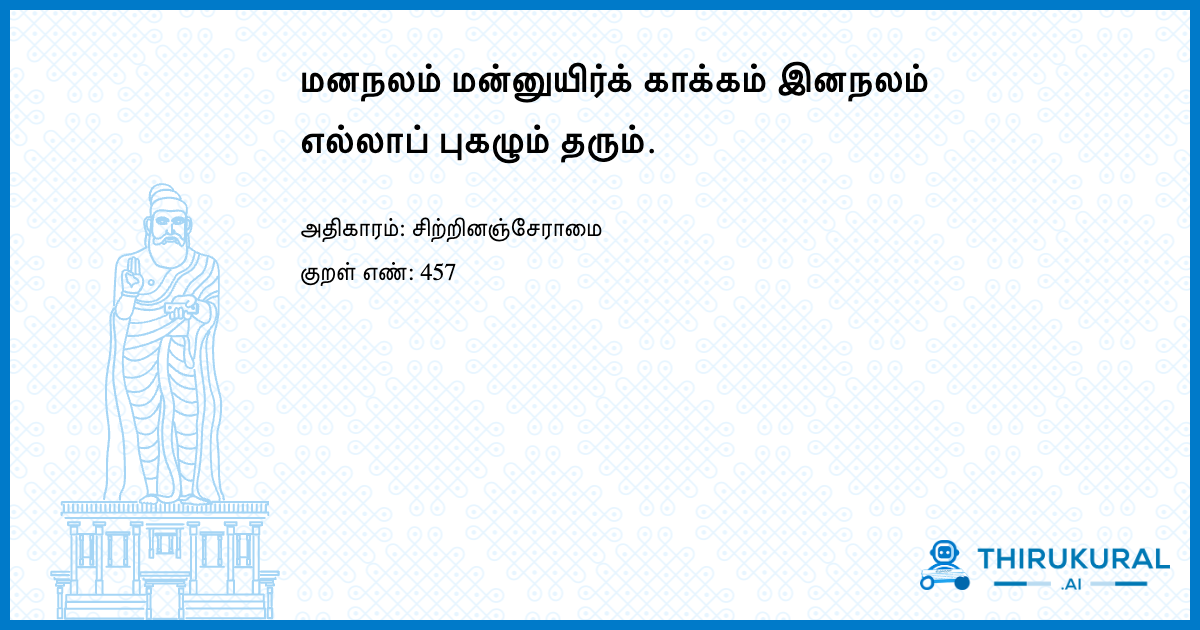 மனநலம் மன்னுயிர்க் காக்கம் இனநலம்
எல்லாப் புகழும் தரும்.
அதிகாரம்: சிற்றினஞ்சேராமை
குறள் எண்: 457
THIRUKURAL
.AI